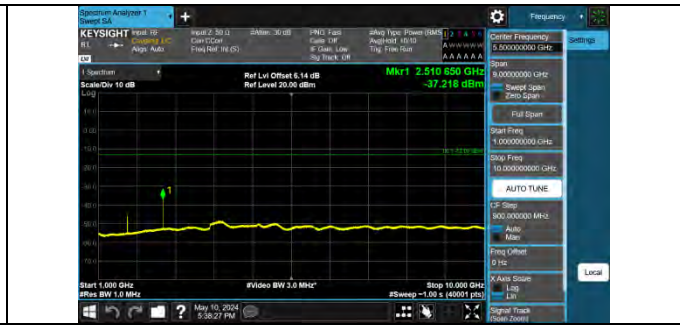 Spectrum Analyzer 1
Swept SA
Frequency
KEYSIGHT Input: RF
Coupling: DC
Align: Auto
RL
Input Z: 50 Ω
Corr CCorr
Freq Ref: Int (S)
#Atten: 30 dB
PNO: Fast
Gate: Off
IF Gain: Low
Sig Track: Off
#Avg Type: Power (RMS
Trig: Free Run
A A A A A A
LW
1 Spectrum
Scale/Div 10 dB
Log
Ref Lvl Offset 6.14 dB
Ref Level 20.00 dBm
Mkr1 2.510 650 GHz
-37.218 dBm
1
Start 1.000 GHz
#Res BW 1.0 MHz
#Video BW 3.0 MHz*
Stop 10.000 GHz
#Sweep ~1.00 s (40001 pts)
Center Frequency
5.500000000 GHz
Settings
Span
9.00000000 GHz
Swept Span
Zero Span
Full Span
Start Freq
1.000000000 GHz
Stop Freq
10.000000000 GHz
AUTO TUNE
CF Step
900.000000 MHz
Auto
Man
Freq Offset
0 Hz
X Axis Scale
Log
Lin
Local
Signal Track
(Span Zoom)
May 10, 2024
5:38:27 PM